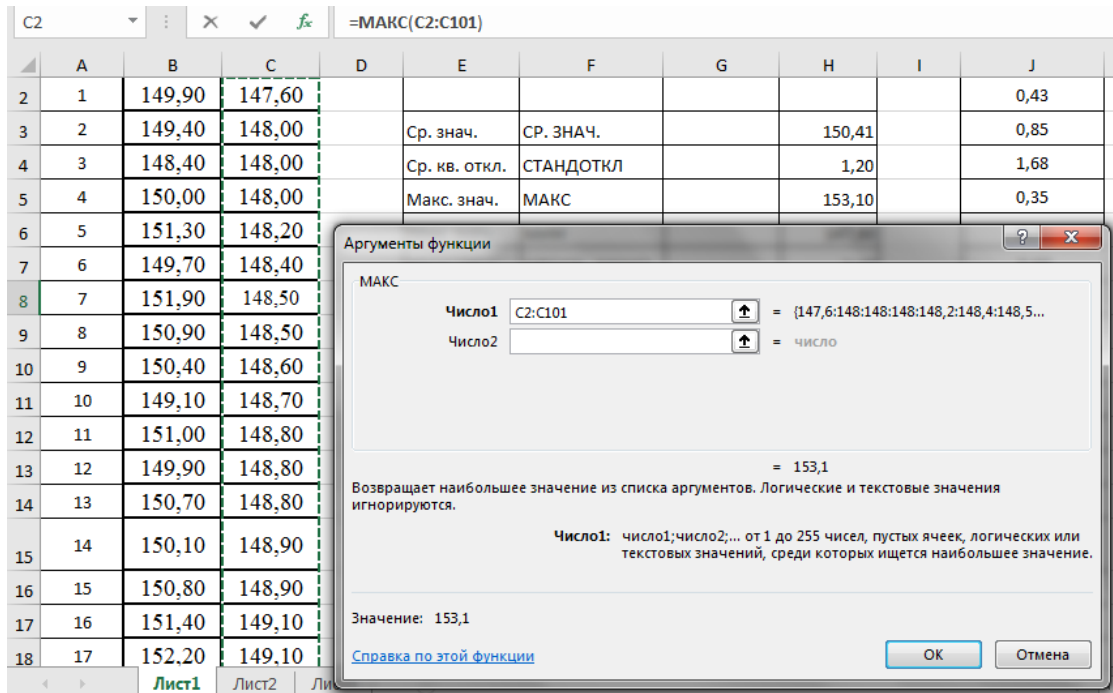 C2 =МАКС(C2:C101)
A B C D E F G H I J
2 1 149,90 147,60 0,43
3 2 149,40 148,00 Ср. знач. СР. ЗНАЧ. 150,41 0,85
4 3 148,40 148,00 Ср. кв. откл. СТАНДОТКЛ 1,20 1,68
5 4 150,00 148,00 Макс. знач. МАКС 153,10 0,35
6 5 151,30 148,20
7 6 149,70 148,40
8 7 151,90 148,50
9 8 150,90 148,50
10 9 150,40 148,60
11 10 149,10 148,70
12 11 151,00 148,80
13 12 149,90 148,80
14 13 150,70 148,80
15 14 150,10 148,90
16 15 150,80 148,90
17 16 151,40 149,10
18 17 152,20 149,10
Аргументы функции
МАКС
Число1 C2:C101 = {147,6:148:148:148:148,2:148,4:148,5...
Число2 = число
= 153,1
Возвращает наибольшее значение из списка аргументов. Логические и текстовые значения
игнорируются.
Число1: число1;число2;... от 1 до 255 чисел, пустых ячеек, логических или
текстовых значений, среди которых ищется наибольшее значение.
Значение: 153,1
Справка по этой функции ОК Отмена
Лист1 Лист2